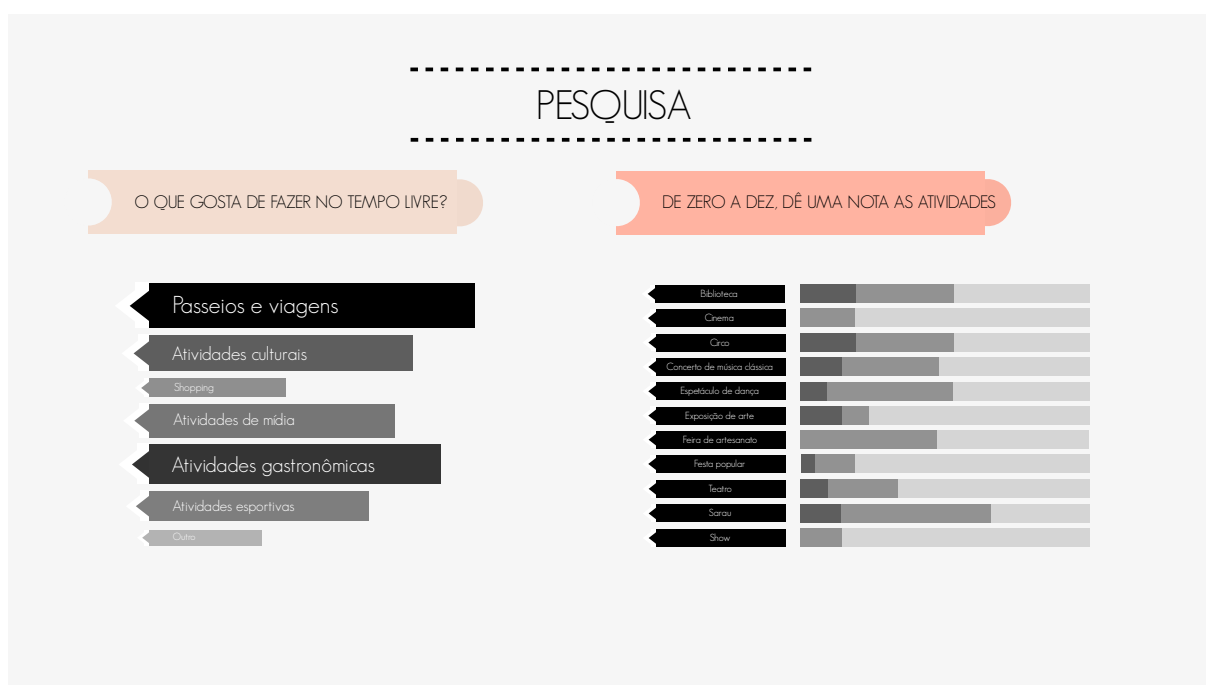 PESQUISA
O QUE GOSTA DE FAZER NO TEMPO LIVRE?
Passeios e viagens
Atividades culturais
Shopping
Atividades de mídia
Atividades gastronômicas
Atividades esportivas
Outro
DE ZERO A DEZ, DÊ UMA NOTA AS ATIVIDADES
Biblioteca
Cinema
Circo
Concerto de música clássica
Espetáculo de dança
Exposição de arte
Feira de artesanato
Festa popular
Teatro
Sarau
Show